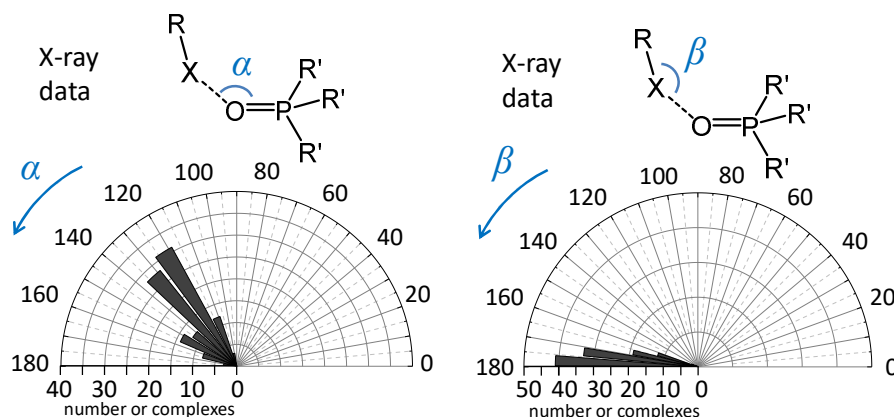 X-ray
data
R
X
α
O
P
R'
R'
R'
α
180
160
140
120
100
80
60
40
20
0
40 30 20 10 0
number or complexes
X-ray
data
R
X
β
O
P
R'
R'
R'
β
180
160
140
120
100
80
60
40
20
0
50 40 30 20 10 0
number or complexes